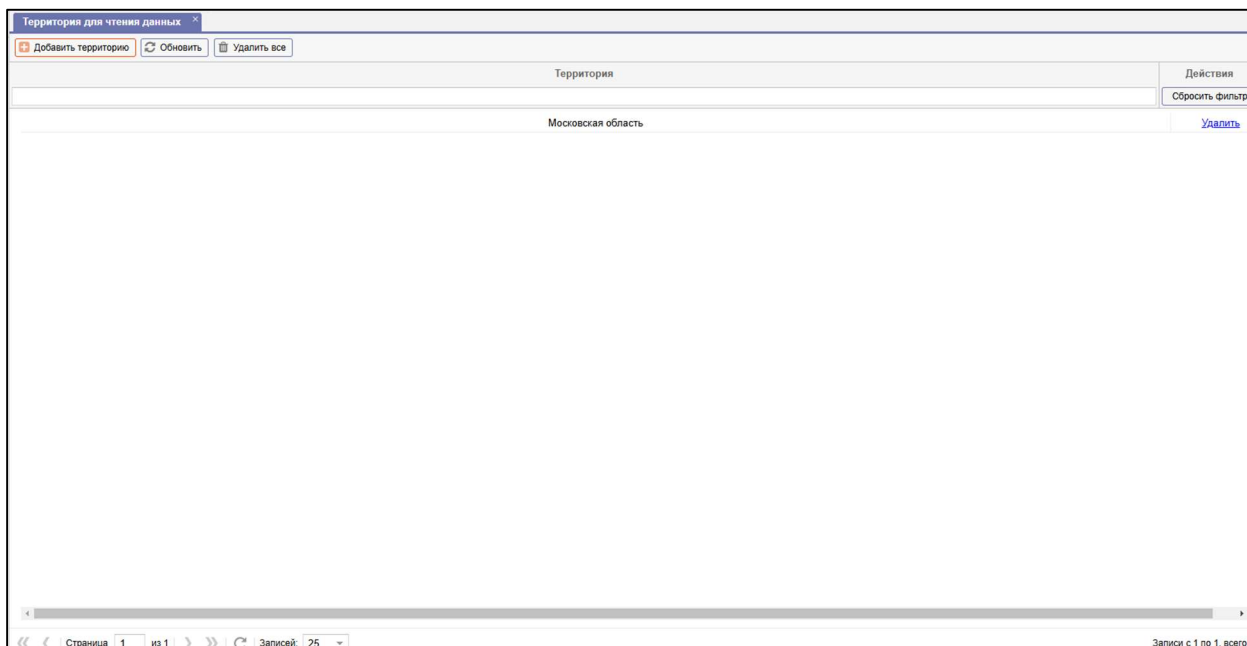 Территория для чтения данных ×
Добавить территорию Обновить Удалить все
Территория Действия
Сбросить фильтр
Московская область Удалить
Страница 1 из 1 Записей: 25 Записи с 1 по 1, всего